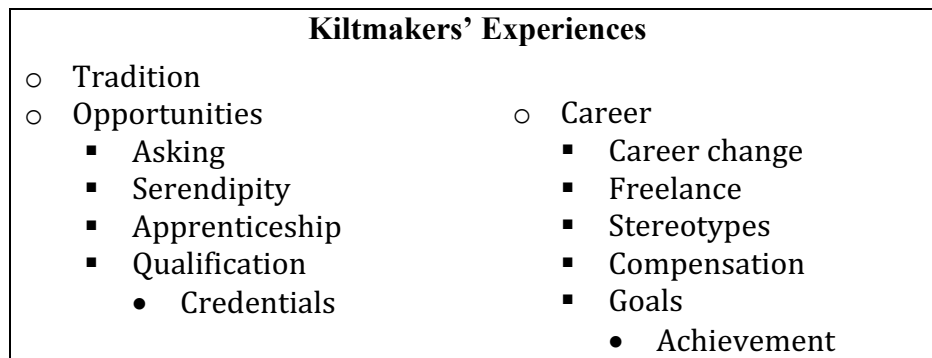 Kiltmakers’ Experiences
o Tradition
o Opportunities
▪ Asking
▪ Serendipity
▪ Apprenticeship
▪ Qualification
• Credentials
o Career
▪ Career change
▪ Freelance
▪ Stereotypes
▪ Compensation
▪ Goals
• Achievement